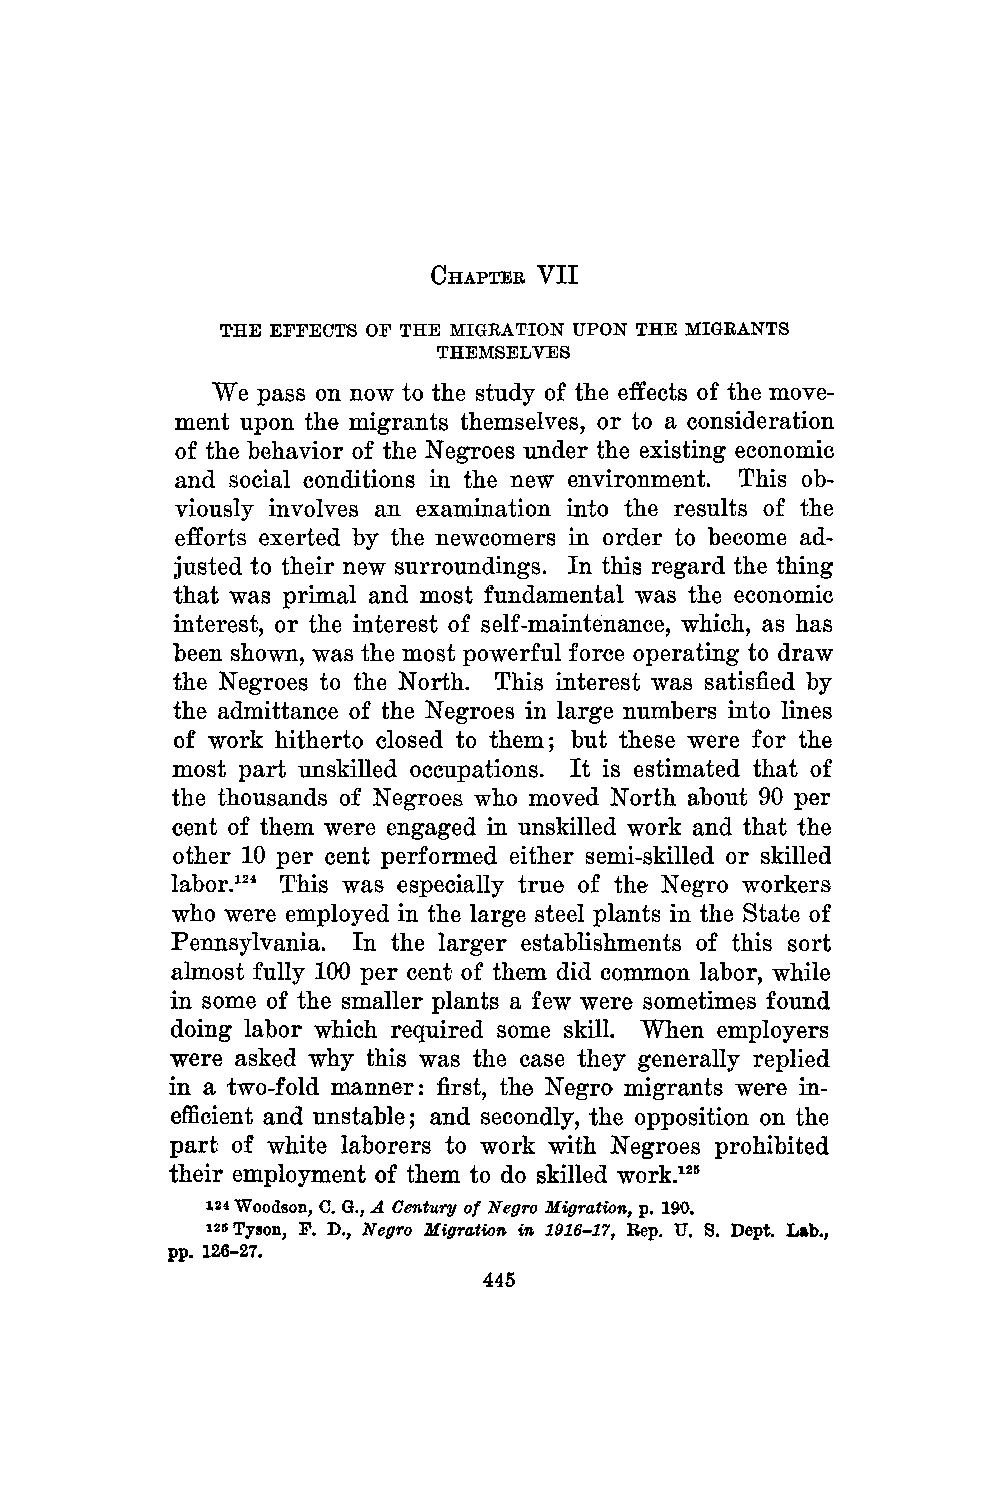 CHAPTER VII
THE EFFECTS OF THE MIGRATION UPON THE MIGRANTS
THEMSELVES
We pass on now to the study of the effects of the move-
ment upon the migrants themselves, or to a consideration
of the behavior of the Negroes under the existing economic
and social conditions in the new environment. This ob-
viously involves an examination into the results of the
efforts exerted by the newcomers in order to become ad-
justed to their new surroundings. In this regard the thing
that was primal and most fundamental was the economic
interest, or the interest of self-maintenance, which, as has
been shown, was the most powerful force operating to draw
the Negroes to the North. This interest was satisfied by
the admittance of the Negroes in large numbers into lines
of work hitherto closed to them; but these were for the
most part unskilled occupations. It is estimated that of
the thousands of Negroes who moved North about 90 per
cent of them were engaged in unskilled work and that the
other 10 per cent performed either semi-skilled or skilled
labor.¹²⁴ This was especially true of the Negro workers
who were employed in the large steel plants in the State of
Pennsylvania. In the larger establishments of this sort
almost fully 100 per cent of them did common labor, while
in some of the smaller plants a few were sometimes found
doing labor which required some skill. When employers
were asked why this was the case they generally replied
in a two-fold manner: first, the Negro migrants were in-
efficient and unstable; and secondly, the opposition on the
part of white laborers to work with Negroes prohibited
their employment of them to do skilled work.¹²⁵
¹²⁴ Woodson, C. G., A Century of Negro Migration, p. 190.
¹²⁵ Tyson, F. D., Negro Migration in 1916–17, Rep. U. S. Dept. Lab.,
pp. 126–27.
445